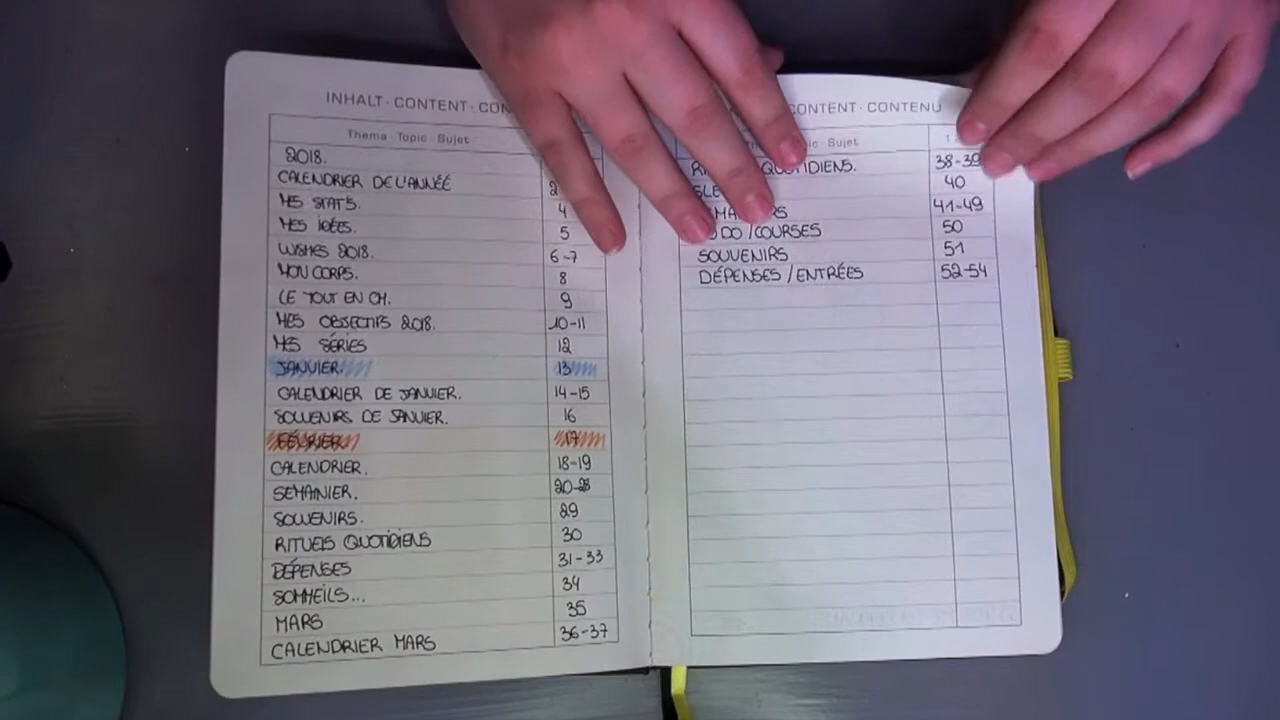 INHALT · CONTENT ·
Thema · Topic · Sujet
2018.
CALENDRIER DE L'ANNÉE 2
MES STATS. 4
MES IDÉES. 5
WISHES 2018. 6-7
MON CORPS. 8
LE TOUT EN CH. 9
MES OBJECTIFS 2018. 10-11
MES SÉRIES 12
JANVIER. 13
CALENDRIER DE JANVIER. 14-15
SOUVENIRS DE JANVIER. 16
FÉVRIER 17
CALENDRIER. 18-19
SEMAINIER. 20-28
SOUVENIRS. 29
RITUELS QUOTIDIENS 30
DÉPENSES 31-33
SOMMEILS... 34
MARS 35
CALENDRIER MARS 36-37
CONTENT · CONTENU
Sujet
QUOTIDIENS. 38-39
40
41-49
DO / COURSES 50
SOUVENIRS 51
DÉPENSES / ENTRÉES 52-54